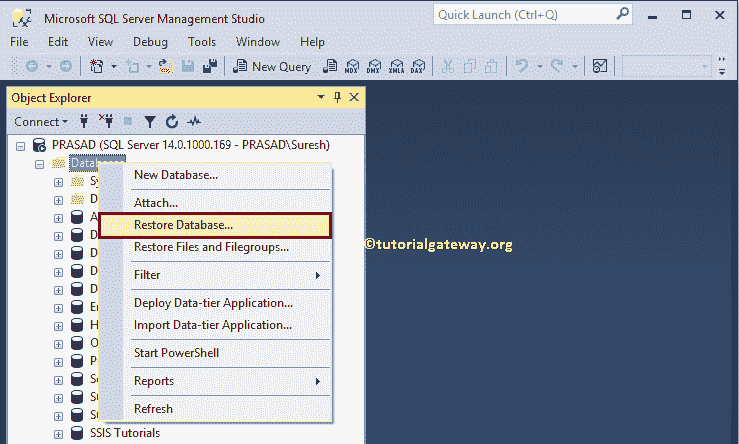 Microsoft SQL Server Management Studio
Quick Launch (Ctrl+Q)
File Edit View Debug Tools Window Help
New Query MDX DMX XMLA DAX
Object Explorer
Connect
PRASAD (SQL Server 14.0.1000.169 - PRASAD\Suresh)
New Database...
Attach...
Restore Database...
Restore Files and Filegroups...
©tutorialgateway.org
Filter
Deploy Data-tier Application...
Import Data-tier Application...
Start PowerShell
Reports
Refresh
SSIS Tutorials